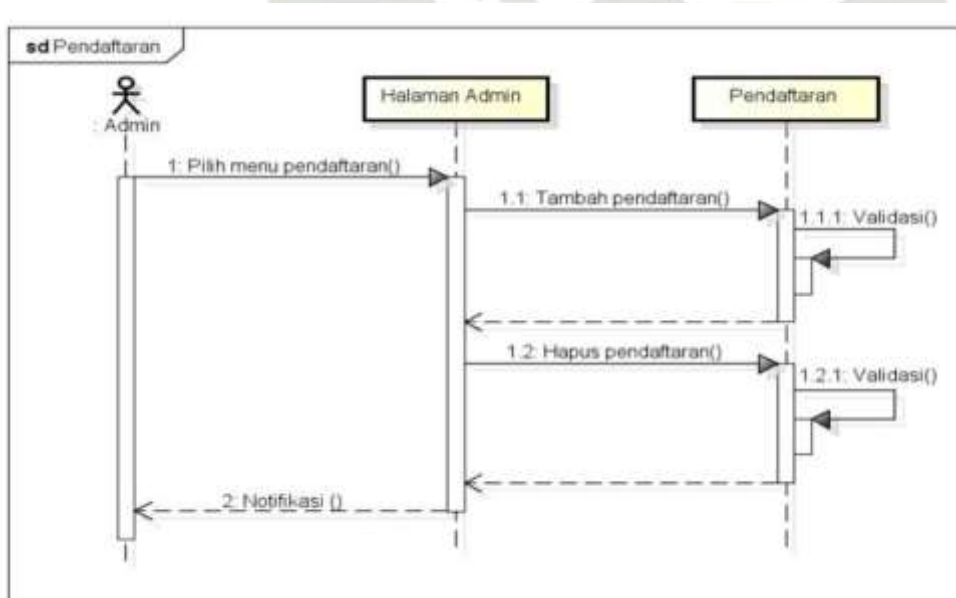 sd Pendaftaran
: Admin
Halaman Admin
Pendaftaran
1: Pilih menu pendaftaran()
1.1: Tambah pendaftaran()
1.1.1: Validasi()
1.2: Hapus pendaftaran()
1.2.1: Validasi()
2: Notifikasi ()